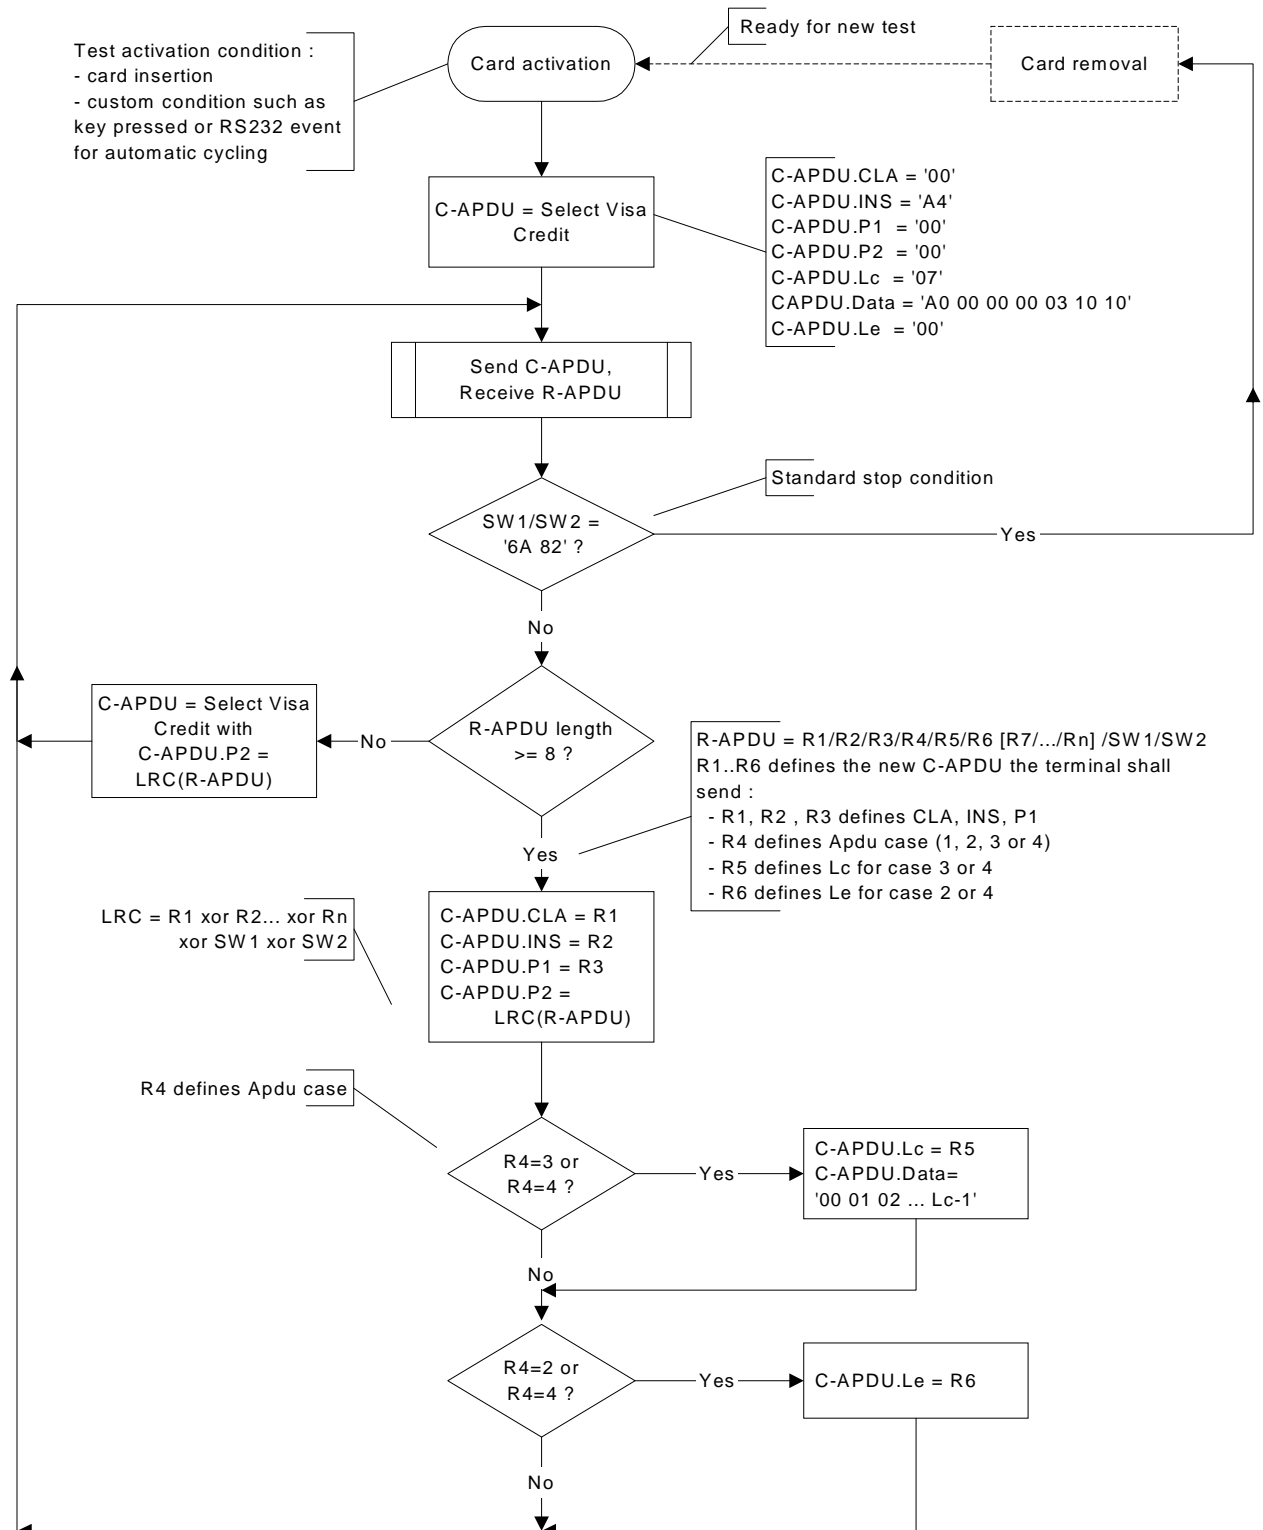 Ready for new test
Test activation condition :
- card insertion
- custom condition such as
key pressed or RS232 event
for automatic cycling
Card activation
Card removal
C-APDU = Select Visa
Credit
C-APDU.CLA = '00'
C-APDU.INS = 'A4'
C-APDU.P1 = '00'
C-APDU.P2 = '00'
C-APDU.Lc = '07'
CAPDU.Data = 'A0 00 00 00 03 10 10'
C-APDU.Le = '00'
Send C-APDU,
Receive R-APDU
Standard stop condition
SW1/SW2 =
'6A 82' ?
Yes
No
C-APDU = Select Visa
Credit with
C-APDU.P2 =
LRC(R-APDU)
No
R-APDU length
>= 8 ?
R-APDU = R1/R2/R3/R4/R5/R6 [R7/.../Rn] /SW1/SW2
R1..R6 defines the new C-APDU the terminal shall
send :
- R1, R2 , R3 defines CLA, INS, P1
- R4 defines Apdu case (1, 2, 3 or 4)
- R5 defines Lc for case 3 or 4
- R6 defines Le for case 2 or 4
Yes
LRC = R1 xor R2... xor Rn
xor SW1 xor SW2
C-APDU.CLA = R1
C-APDU.INS = R2
C-APDU.P1 = R3
C-APDU.P2 =
LRC(R-APDU)
R4 defines Apdu case
R4=3 or
R4=4 ?
Yes
C-APDU.Lc = R5
C-APDU.Data=
'00 01 02 ... Lc-1'
No
R4=2 or
R4=4 ?
Yes
C-APDU.Le = R6
No